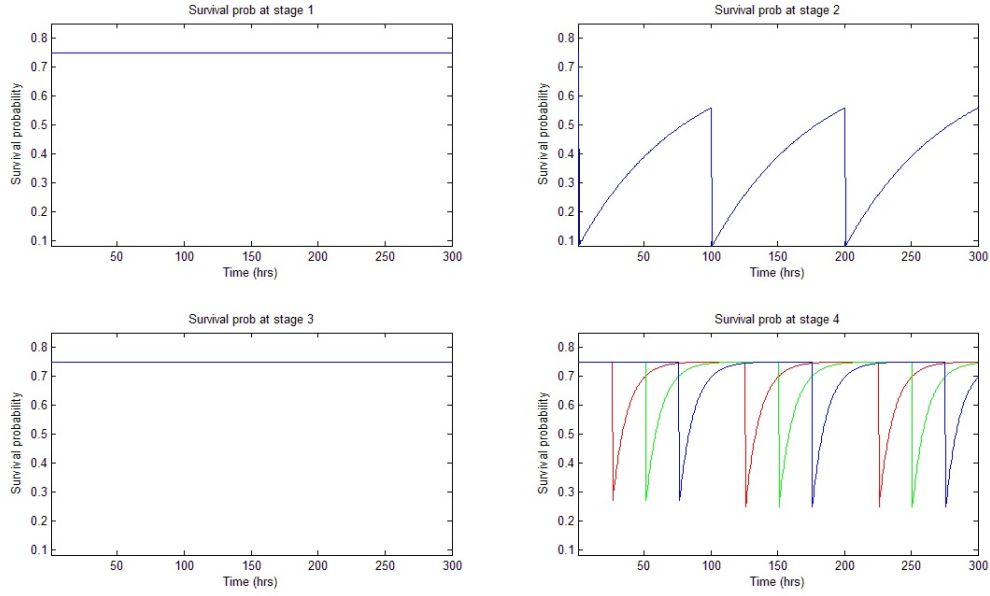 Survival prob at stage 1
Survival probability
0.8
0.7
0.6
0.5
0.4
0.3
0.2
0.1
50 100 150 200 250 300
Time (hrs)
Survival prob at stage 2
Survival probability
0.8
0.7
0.6
0.5
0.4
0.3
0.2
0.1
50 100 150 200 250 300
Time (hrs)
Survival prob at stage 3
Survival probability
0.8
0.7
0.6
0.5
0.4
0.3
0.2
0.1
50 100 150 200 250 300
Time (hrs)
Survival prob at stage 4
Survival probability
0.8
0.7
0.6
0.5
0.4
0.3
0.2
0.1
50 100 150 200 250 300
Time (hrs)